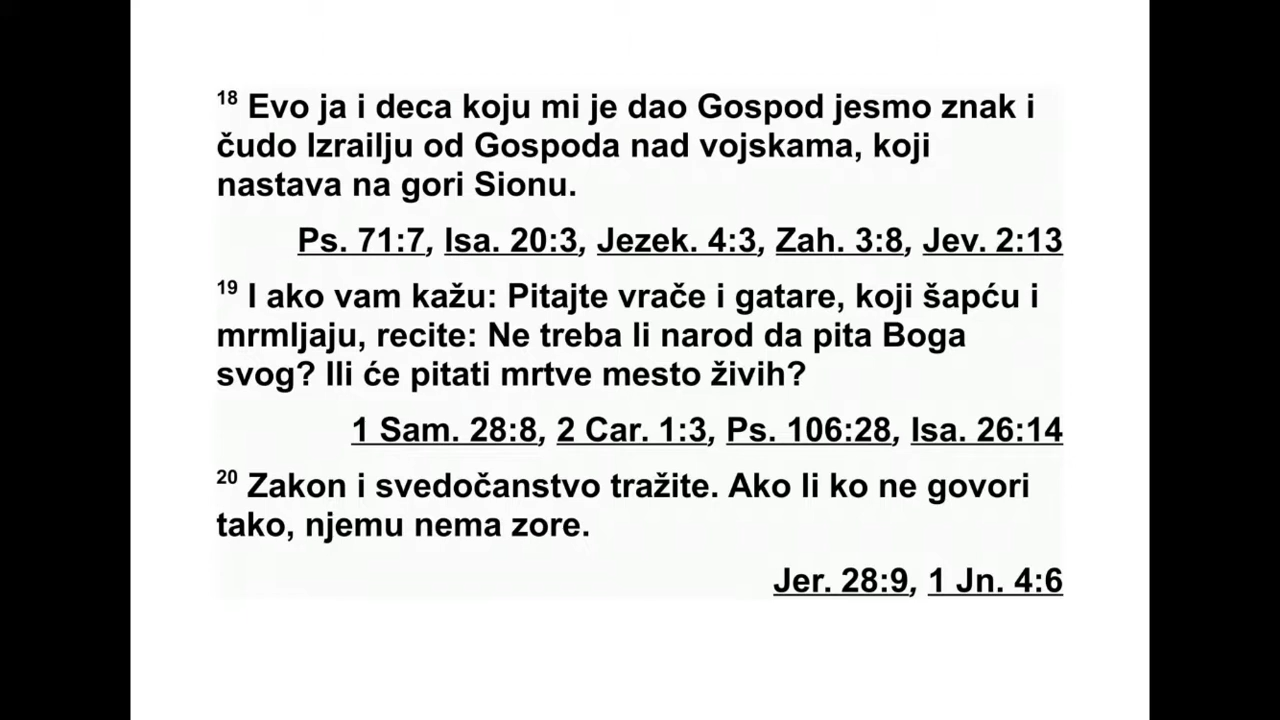 18 Evo ja i deca koju mi je dao Gospod jesmo znak i
čudo Izrailju od Gospoda nad vojskama, koji
nastava na gori Sionu.
Ps. 71:7, Isa. 20:3, Jezek. 4:3, Zah. 3:8, Jev. 2:13
19 I ako vam kažu: Pitajte vrače i gatare, koji šapću i
mrmljaju, recite: Ne treba li narod da pita Boga
svog? Ili će pitati mrtve mesto živih?
1 Sam. 28:8, 2 Car. 1:3, Ps. 106:28, Isa. 26:14
20 Zakon i svedočanstvo tražite. Ako li ko ne govori
tako, njemu nema zore.
Jer. 28:9, 1 Jn. 4:6